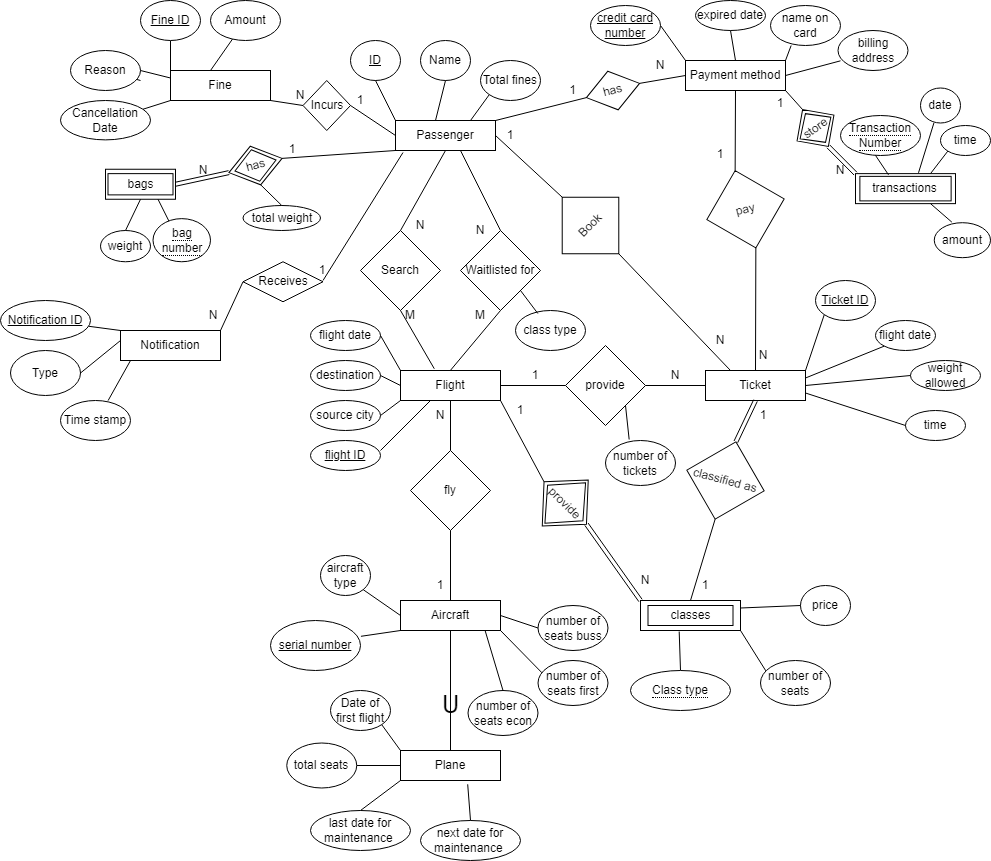 Fine ID
Amount
Reason
Fine
Cancellation
Date
N
Incurs
1
ID
Name
Total fines
Passenger
1
1
has
N
credit card
number
expired date
name on
card
billing
address
Payment method
1
store
N
Transaction
Number
date
time
transactions
amount
1
pay
N
bags
N
has
1
total weight
weight
bag
number
Notification ID
Type
Time stamp
Notification
N
Receives
1
N
Search
M
N
Waitlisted for
M
class type
Book
N
flight date
destination
source city
flight ID
Flight
1
provide
N
number of
tickets
Ticket
Ticket ID
flight date
weight
allowed
time
1
classified as
1
1
provide
N
N
fly
1
aircraft
type
serial number
Aircraft
number of
seats buss
number of
seats first
number of
seats econ
classes
price
Class type
number of
seats
U
Date of
first flight
total seats
Plane
last date for
maintenance
next date for
maintenance